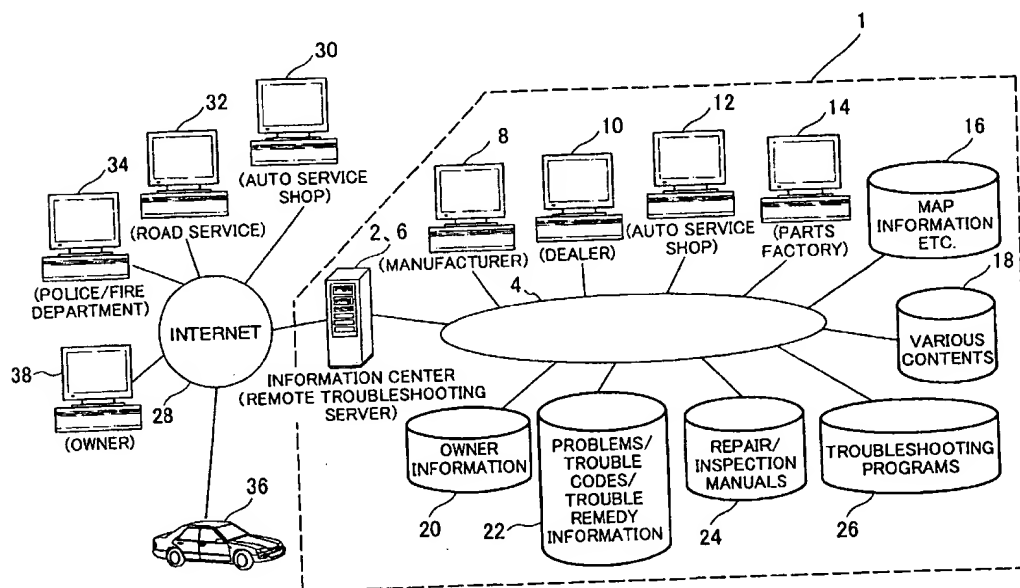 1
30
32
34
(AUTO SERVICE
SHOP)
(ROAD SERVICE)
(POLICE/FIRE
DEPARTMENT)
38
(OWNER)
INTERNET
28
36
2、6
INFORMATION CENTER
(REMOTE TROUBLESHOOTING
SERVER)
8
(MANUFACTURER)
10
(DEALER)
12
(AUTO SERVICE
SHOP)
14
(PARTS
FACTORY)
16
MAP
INFORMATION
ETC.
18
VARIOUS
CONTENTS
4
OWNER
INFORMATION
20
PROBLEMS/
TROUBLE
CODES/
TROUBLE
REMEDY
INFORMATION
22
REPAIR/
INSPECTION
MANUALS
24
TROUBLESHOOTING
PROGRAMS
26